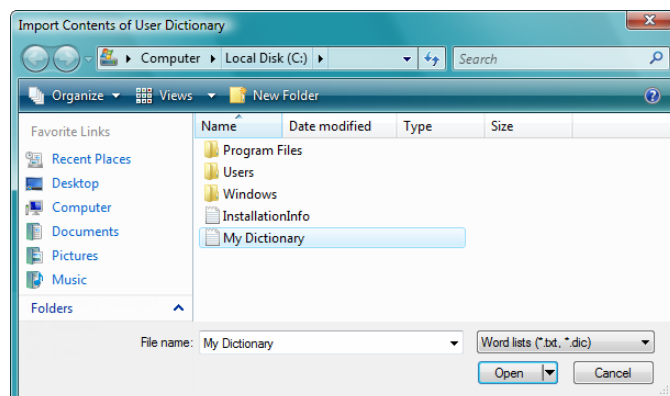 Import Contents of User Dictionary
Computer Local Disk (C:) Search
Organize Views New Folder
Favorite Links
Recent Places
Desktop
Computer
Documents
Pictures
Music
Folders
Name Date modified Type Size
Program Files
Users
Windows
InstallationInfo
My Dictionary
File name: My Dictionary Word lists (*.txt, *.dic)
Open Cancel